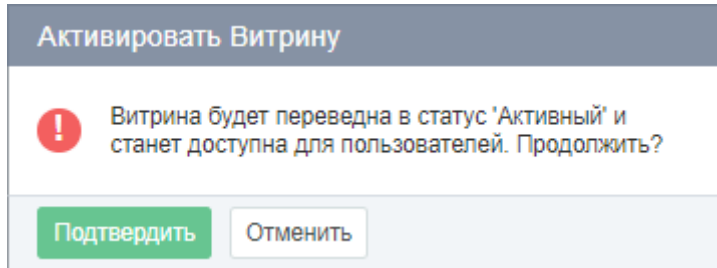 Активировать Витрину
Витрина будет переведна в статус 'Активный' и
станет доступна для пользователей. Продолжить?
Подтвердить
Отменить